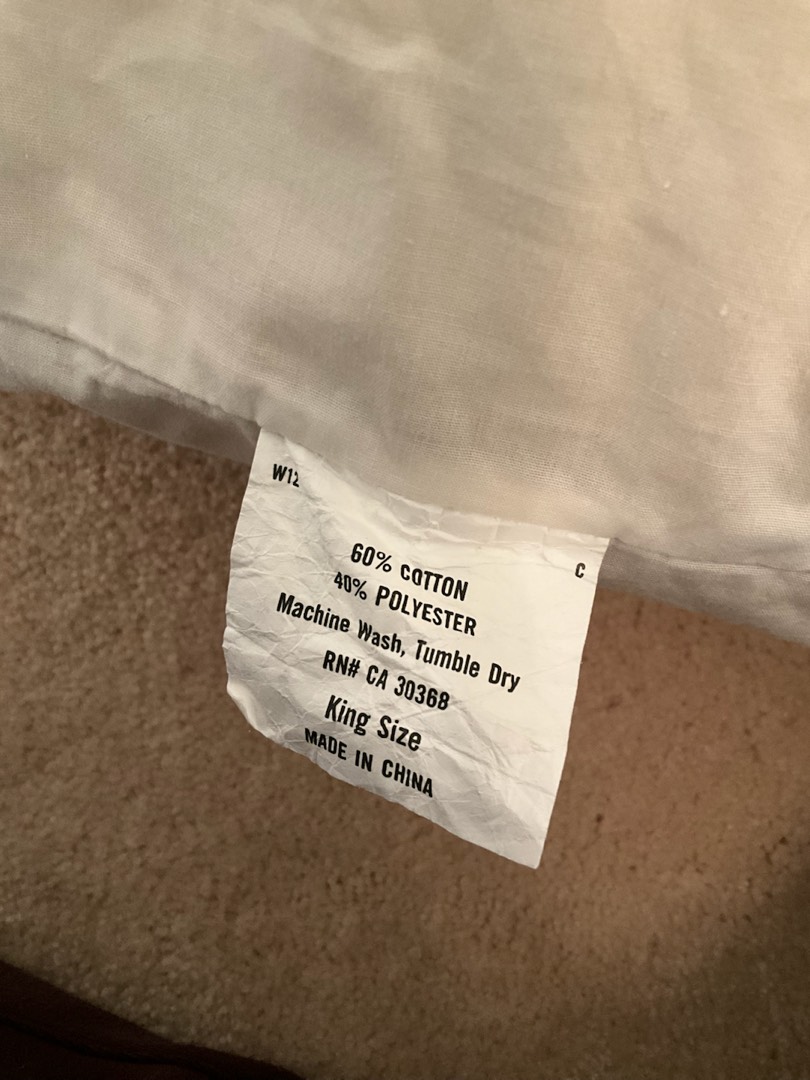 W12
C
60% COTTON
40% POLYESTER
Machine Wash, Tumble Dry
RN# CA 30368
King Size
MADE IN CHINA